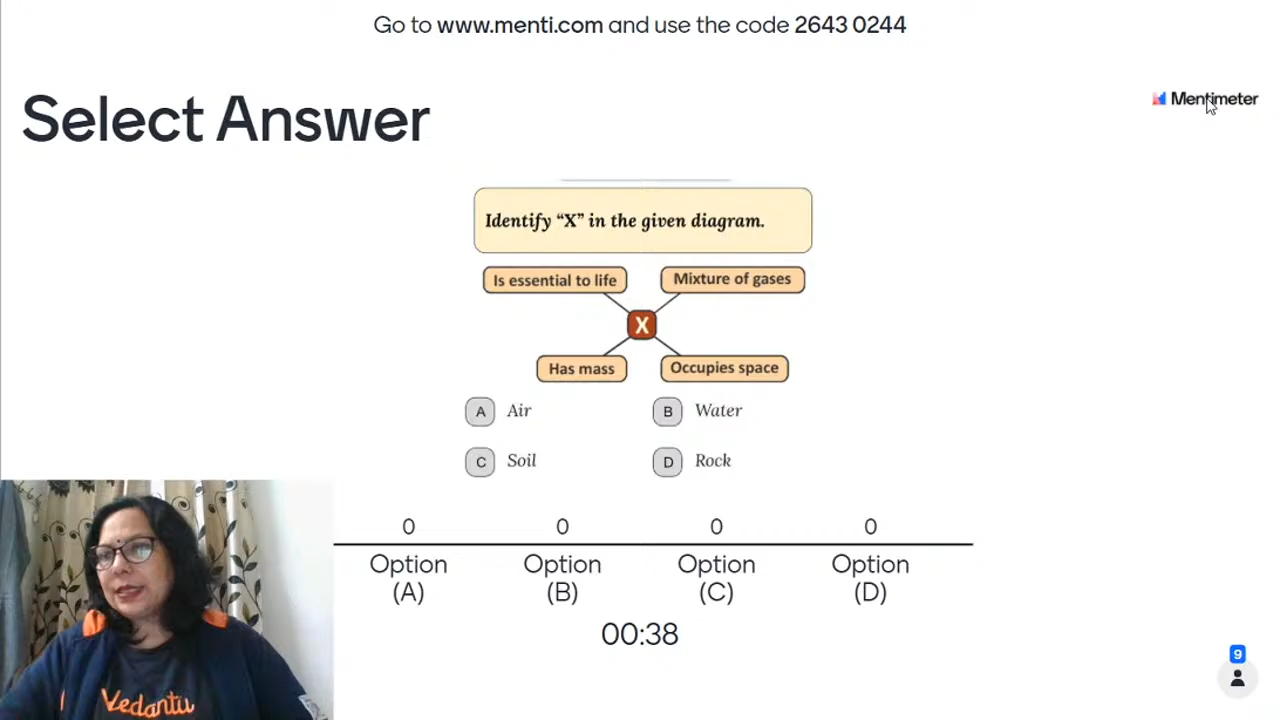 Go to www.menti.com and use the code 2643 0244
Select Answer
Mentimeter
Identify “X” in the given diagram.
Is essential to life
Mixture of gases
X
Has mass
Occupies space
A Air
B Water
C Soil
D Rock
0 0 0 0
Option (A)
Option (B)
Option (C)
Option (D)
00:38
9
Vedantu